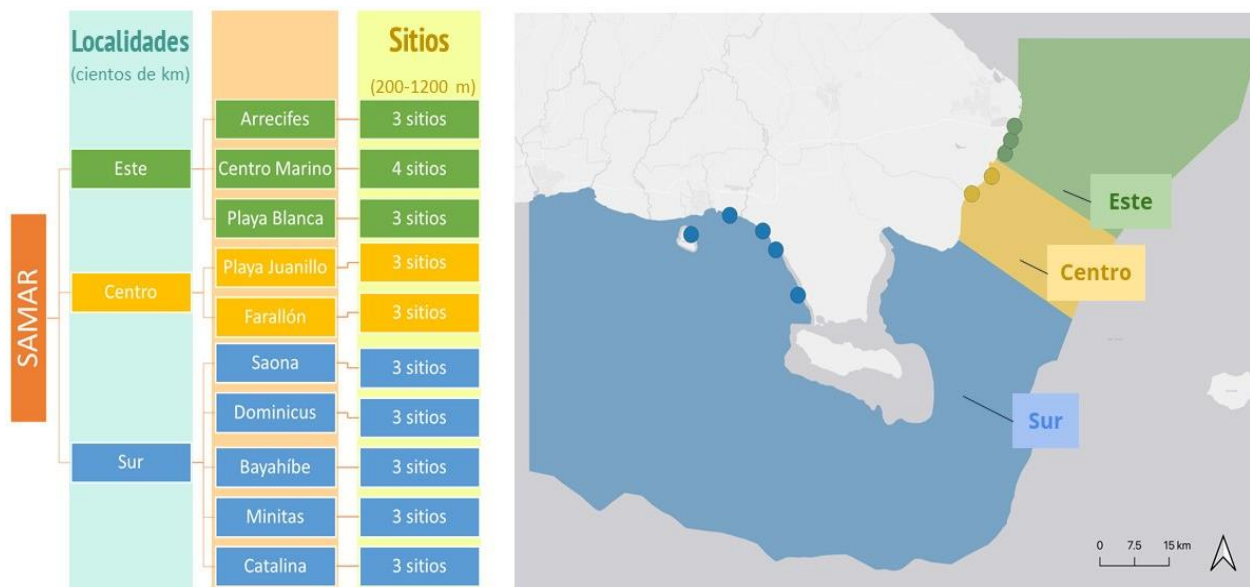 Localidades
(cientos de km)
Sitios
(200-1200 m)
SAMAR
Este
Arrecifes
3 sitios
Centro Marino
4 sitios
Playa Blanca
3 sitios
Centro
Playa Juanillo
3 sitios
Farallón
3 sitios
Sur
Saona
3 sitios
Dominicus
3 sitios
Bayahíbe
3 sitios
Minitas
3 sitios
Catalina
3 sitios
Este
Centro
Sur
0 7.5 15 km